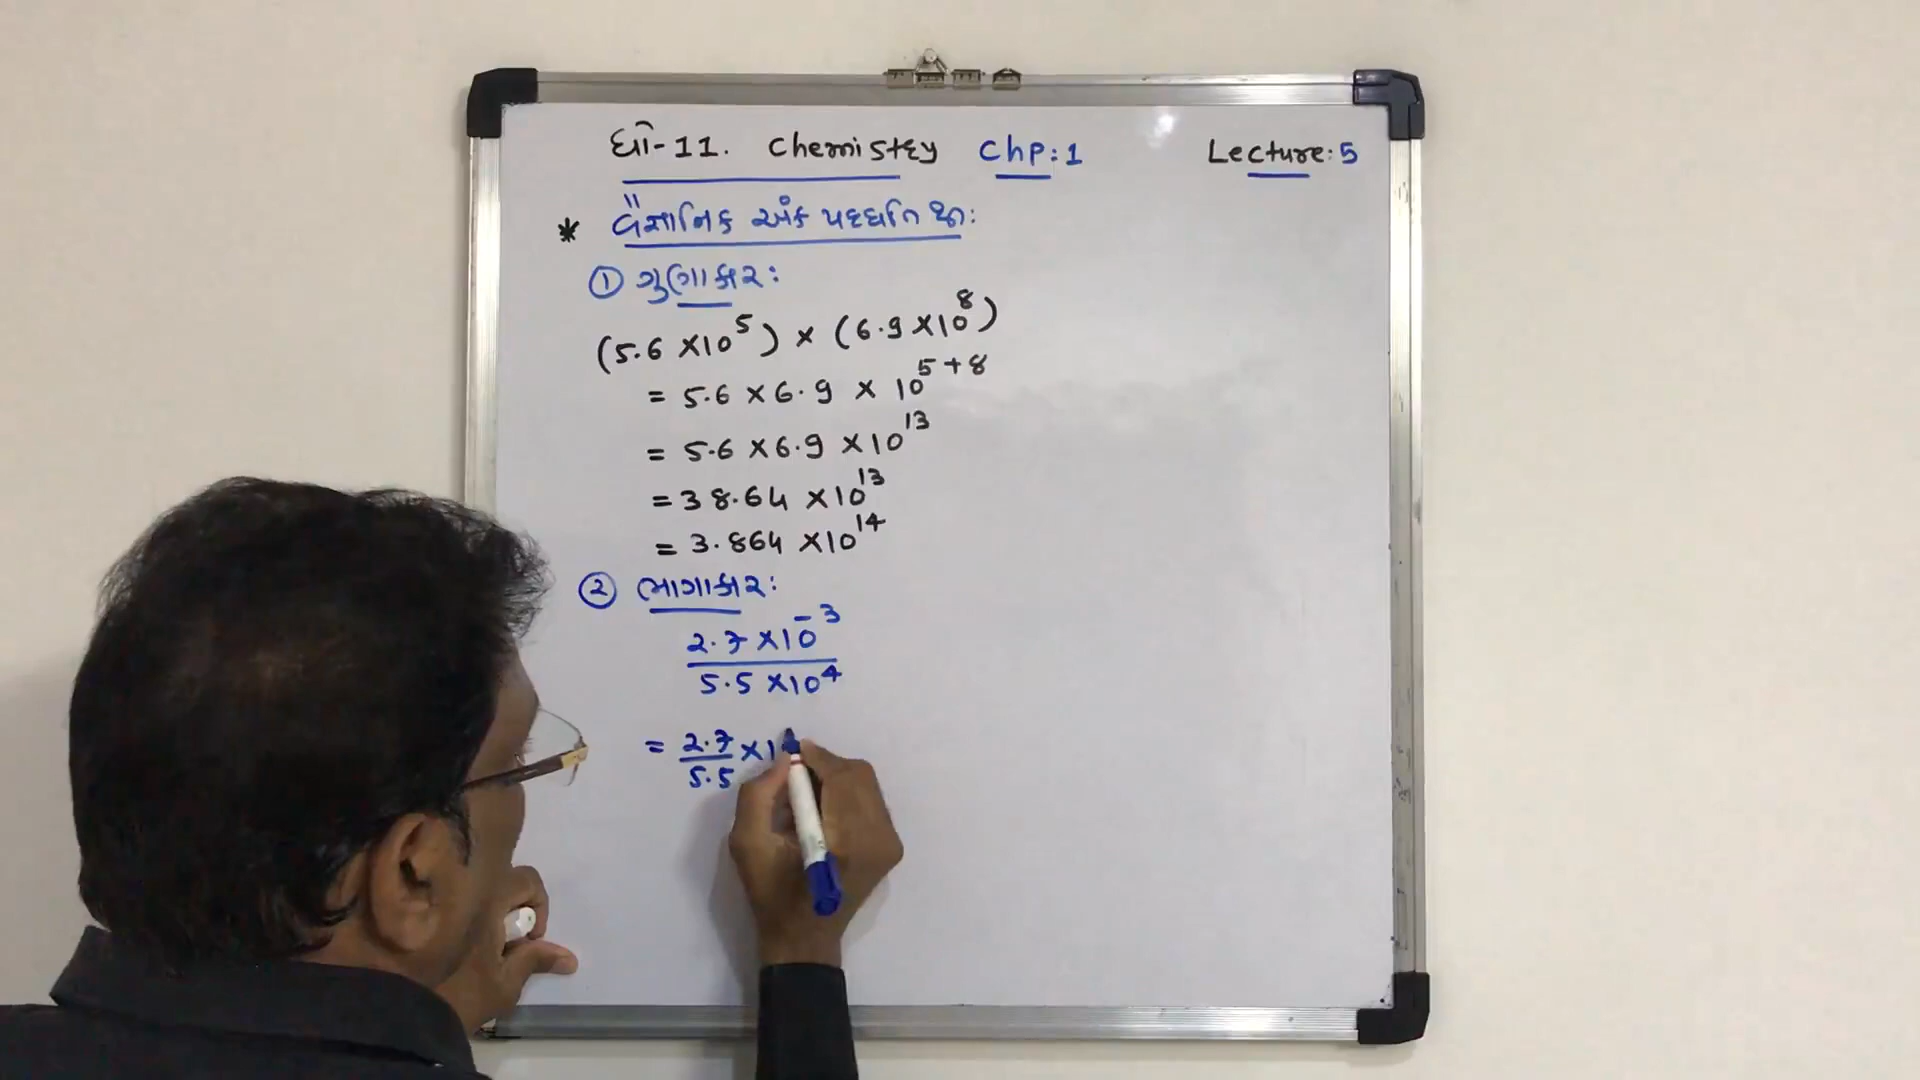 ધો-11. Chemistry Chp:1 Lecture:5
* વૈજ્ઞાનિક અંક પદ્ધતિ
① ગુણાકાર:
(5.6 ×10⁵) × (6.9 ×10⁸)
= 5.6 × 6.9 × 10⁵⁺⁸
= 5.6 × 6.9 × 10¹³
= 38.64 × 10¹³
= 3.864 × 10¹⁴
② ભાગાકાર:
2.7 × 10⁻³
5.5 × 10⁴
= 2.7/5.5 × 1